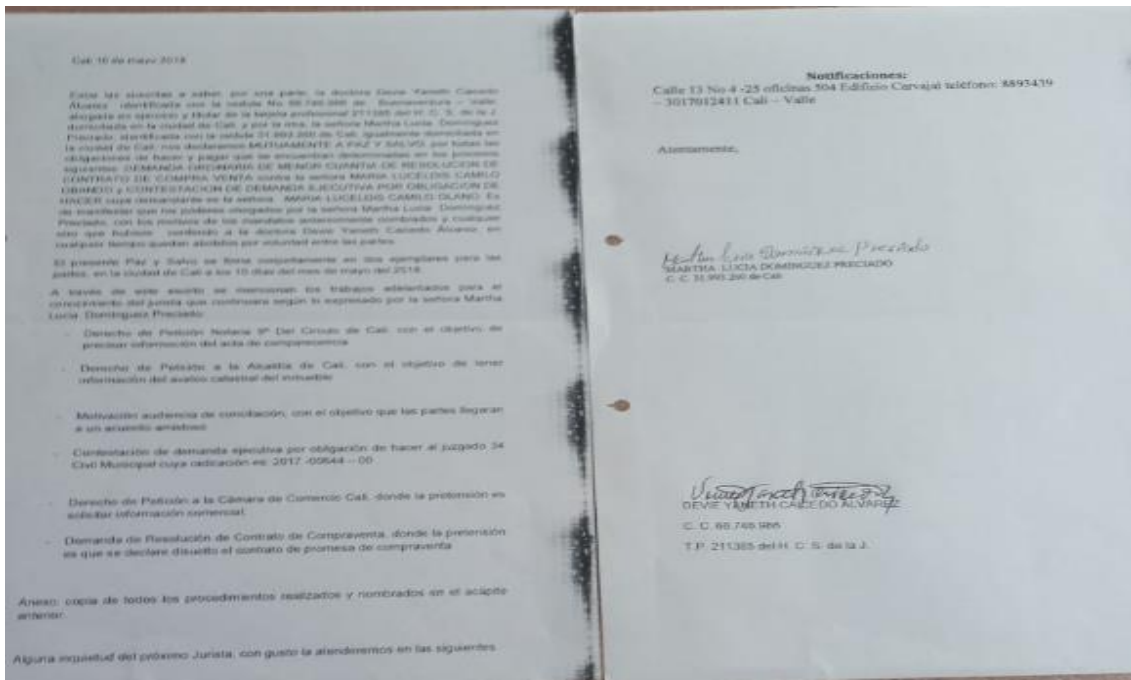 Cali 10 de mayo 2018
Entre las suscritas a saber, por una parte, la doctora Devie Yaneth Caicedo
Álvarez identificada con la cedula No de Buenaventura – Valle,
abogada en ejercicio y titular de la tarjeta profesional 211385 del H. C. S. de la J.
domiciliada en la ciudad de Cali, y por la otra, la señora Martha Lucia Dominguez
Preciado, identificada con la cedula de Cali, igualmente domiciliada en
la ciudad de Cali, nos declaramos MUTUAMENTE A PAZ Y SALVO, por todas las
obligaciones de hacer y pagar que se encuentran determinadas en los procesos
siguientes: DEMANDA ORDINARIA DE MENOR CUANTIA DE RESOLUCION DE
CONTRATO DE COMPRA VENTA contra la señora MARIA LUCELDIS CAMILO
OBANDO y CONTESTACION DE DEMANDA EJECUTIVA POR OBLIGACIÓN DE
HACER cuya demandante es la señora MARIA LUCELDIS CAMILO OLANO. Es
de manifestar que los poderes otorgados por la señora Martha Lucia Dominguez
Preciado, con los motivos de los mandatos anteriormente nombrados y cualquier
otro que hubiere conferido a la doctora Devie Yaneth Caicedo Álvarez, en
cualquier tiempo quedan abolidos por voluntad entre las partes.
El presente Paz y Salvo se firma conjuntamente en dos ejemplares para las
partes, en la ciudad de Cali a los 10 días del mes de mayo del 2018.
A través de este escrito se mencionan los trabajos adelantados para el
conocimiento del jurista que continuara según lo expresado por la señora Martha
Lucia Dominguez Preciado:
- Derecho de Petición Notaria 9ª Del Circulo de Cali, con el objetivo de
precisar información del acta de comparecencia
- Derecho de Petición a la Alcaldía de Cali, con el objetivo de tener
información del avalúo catastral del inmueble
- Motivación audiencia de conciliación, con el objetivo que las partes llegaran
a un acuerdo amistoso
- Contestación de demanda ejecutiva por obligación de hacer al juzgado 34
Civil Municipal cuya radicación es: 2017 -00644 – 00
- Derecho de Petición a la Cámara de Comercio Cali, donde la pretensión es
solicitar información comercial.
- Demanda de Resolución de Contrato de Compraventa, donde la pretensión
es que se declare disuelto el contrato de promesa de compraventa
Anexo: copia de todos los procedimientos realizados y nombrados en el acápite
anterior.
Alguna inquietud del próximo Jurista, con gusto la atenderemos en las siguientes
Notificaciones:
Calle 13 No 4 -25 oficinas 504 Edificio Carvajal teléfono: 8893439
– 3017012411 Cali – Valle
Atentamente,
Martha Lucia Dominguez Preciado
MARTHA LUCIA DOMINGUEZ PRECIADO
C. C. de Cali
DEVIE YANETH CAICEDO ALVAREZ
C. C. 66.746.986
T.P. 211385 del H. C. S. de la J.